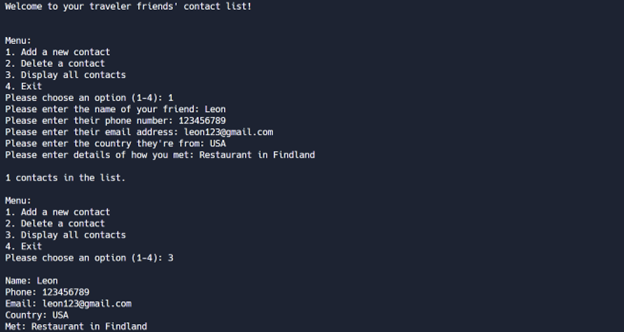 Welcome to your traveler friends' contact list!
Menu:
1. Add a new contact
2. Delete a contact
3. Display all contacts
4. Exit
Please choose an option (1-4): 1
Please enter the name of your friend: Leon
Please enter their phone number: 123456789
Please enter their email address: leon123@gmail.com
Please enter the country they're from: USA
Please enter details of how you met: Restaurant in Findland
1 contacts in the list.
Menu:
1. Add a new contact
2. Delete a contact
3. Display all contacts
4. Exit
Please choose an option (1-4): 3
Name: Leon
Phone: 123456789
Email: leon123@gmail.com
Country: USA
Met: Restaurant in Findland